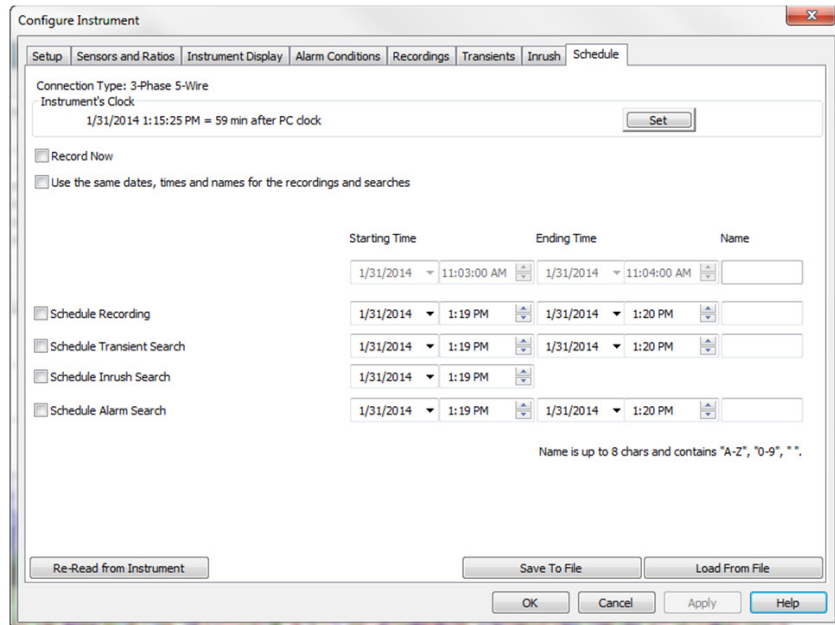 Configure Instrument
Setup Sensors and Ratios Instrument Display Alarm Conditions Recordings Transients Inrush Schedule
Connection Type: 3-Phase 5-Wire
Instrument's Clock
1/31/2014 1:15:25 PM = 59 min after PC clock
Set
Record Now
Use the same dates, times and names for the recordings and searches
Starting Time Ending Time Name
1/31/2014 11:03:00 AM 1/31/2014 11:04:00 AM
Schedule Recording 1/31/2014 1:19 PM 1/31/2014 1:20 PM
Schedule Transient Search 1/31/2014 1:19 PM 1/31/2014 1:20 PM
Schedule Inrush Search 1/31/2014 1:19 PM
Schedule Alarm Search 1/31/2014 1:19 PM 1/31/2014 1:20 PM
Name is up to 8 chars and contains "A-Z", "0-9", " ".
Re-Read from Instrument Save To File Load From File
OK Cancel Apply Help